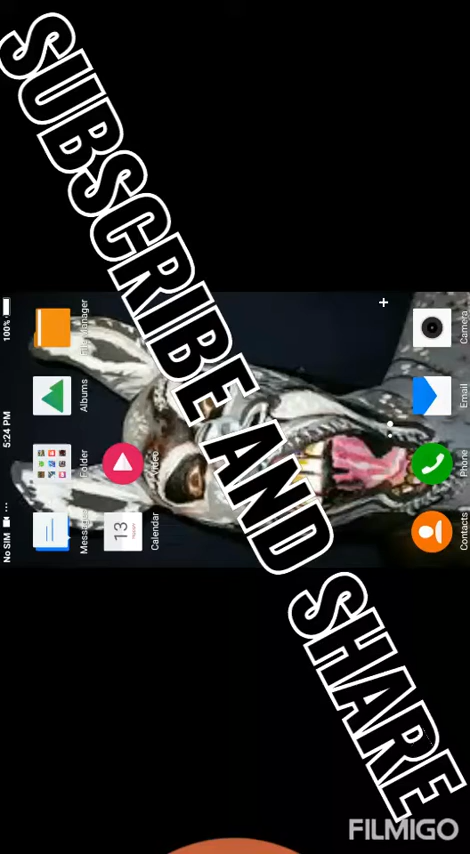 SUBSCRIBE AND SHARE
No SIM 5:24 PM 100%
Messages Folder Albums File Manager
Calendar Video
13
Contacts Phone Email Camera
FILMIGO